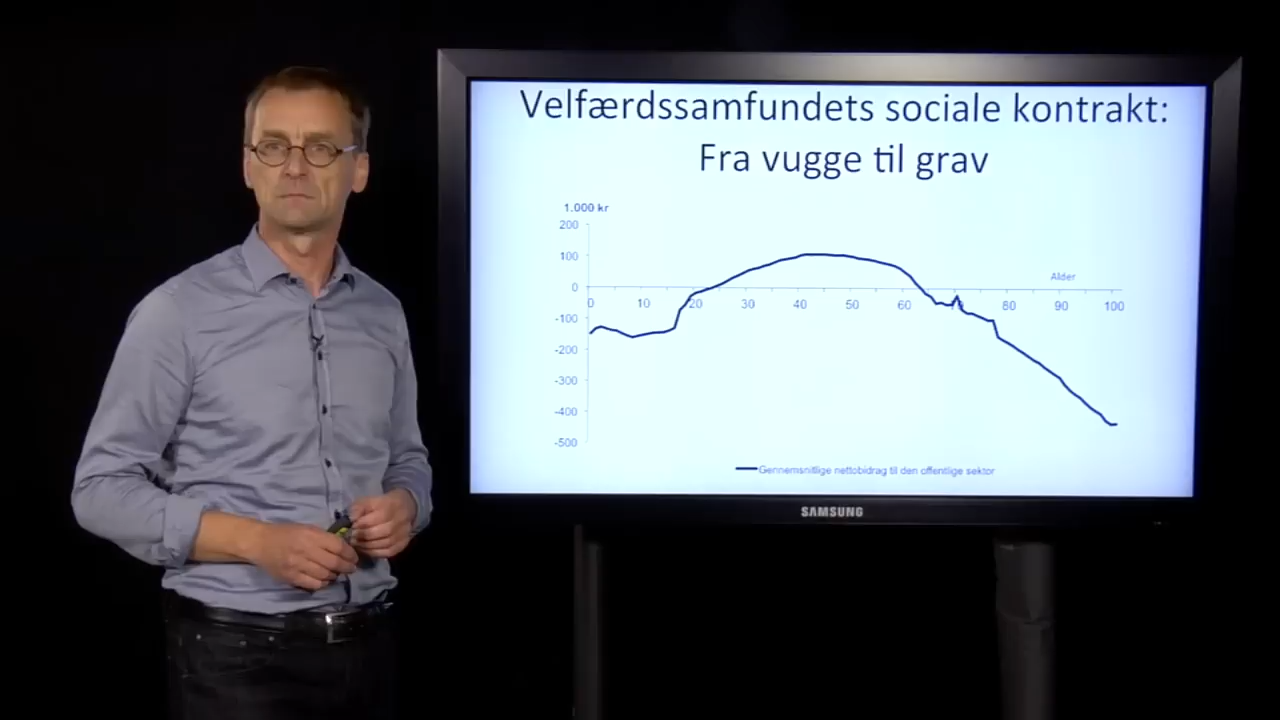 Velfærdssamfundets sociale kontrakt:
Fra vugge til grav
1.000 kr
200
100
0
-100
-200
-300
-400
-500
Alder
0 10 20 30 40 50 60 70 80 90 100
Gennemsnitlige nettobidrag til den offentlige sektor
SAMSUNG